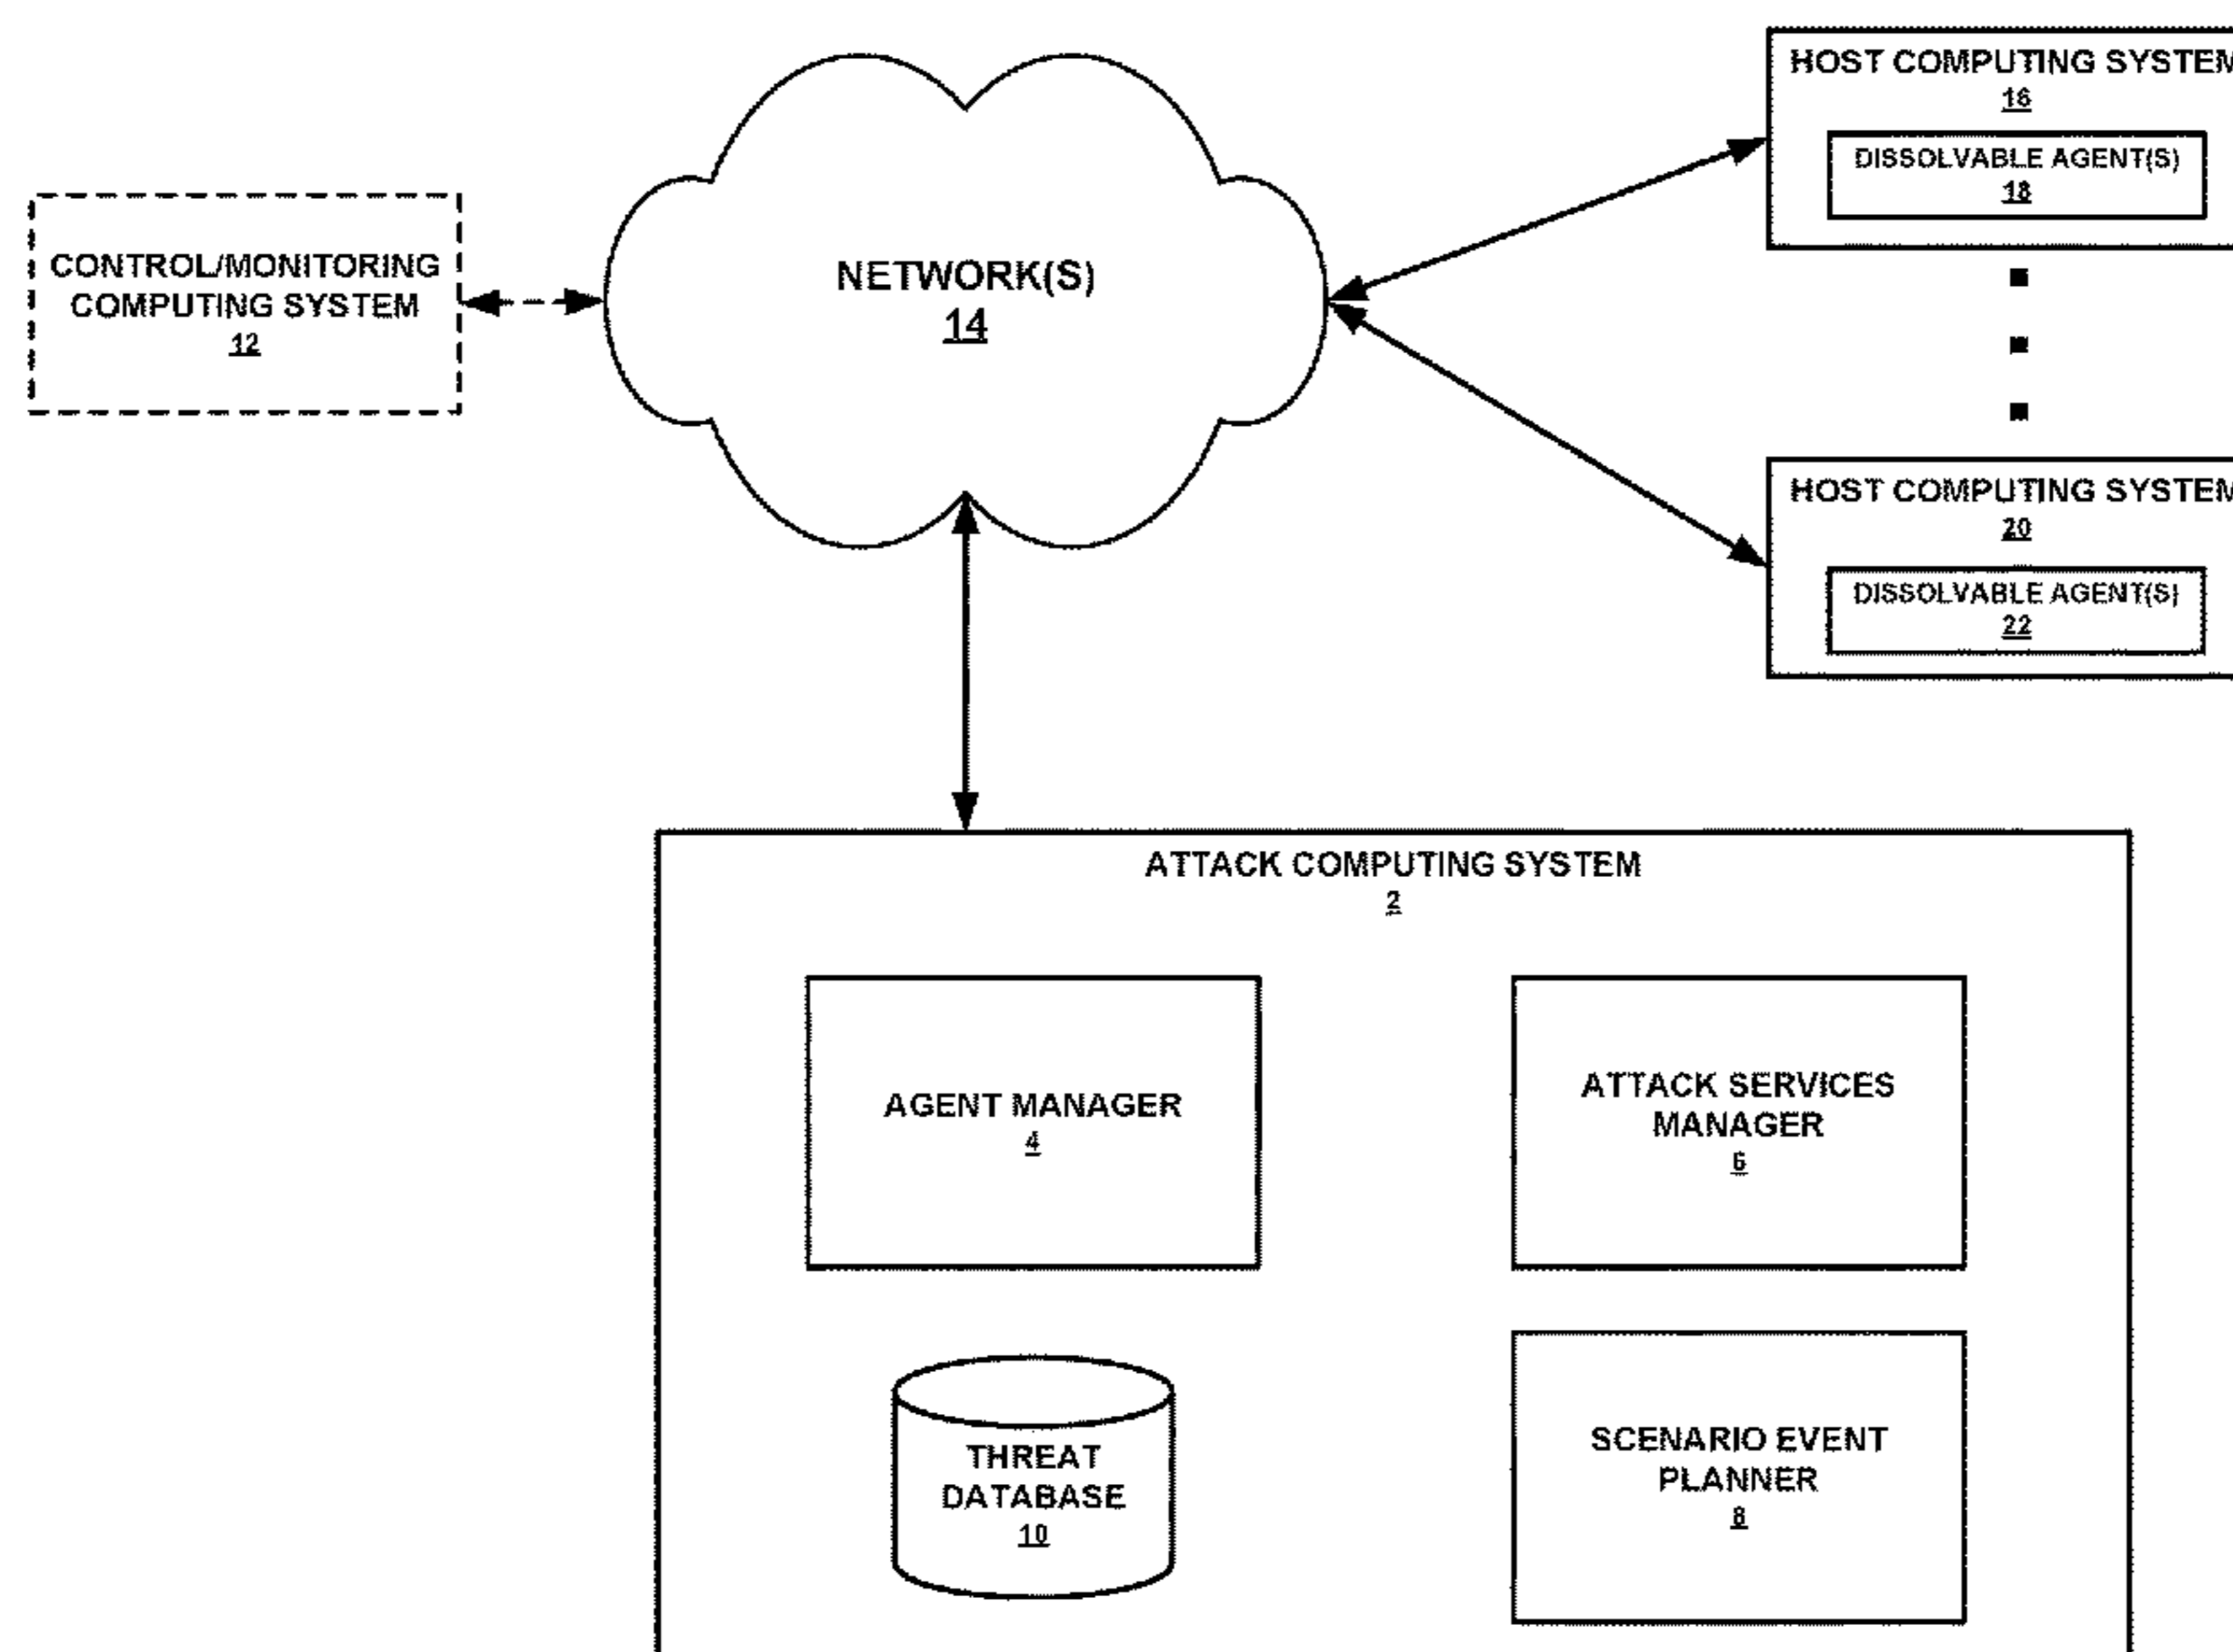 HOST COMPUTING SYSTEM
16
DISSOLVABLE AGENT(S)
18
CONTROL/MONITORING
COMPUTING SYSTEM
12
NETWORK(S)
14
HOST COMPUTING SYSTEM
20
DISSOLVABLE AGENT(S)
22
ATTACK COMPUTING SYSTEM
2
AGENT MANAGER
4
ATTACK SERVICES
MANAGER
6
THREAT
DATABASE
10
SCENARIO EVENT
PLANNER
8